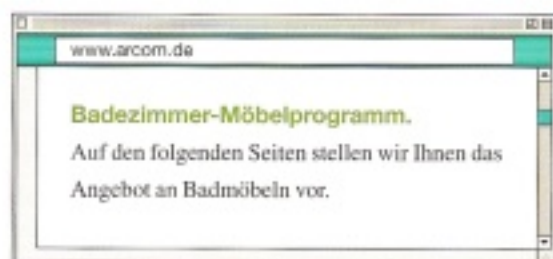 www.arcom.de
Badezimmer-Möbelprogramm.
Auf den folgenden Seiten stellen wir Ihnen das
Angebot an Badmöbeln vor.